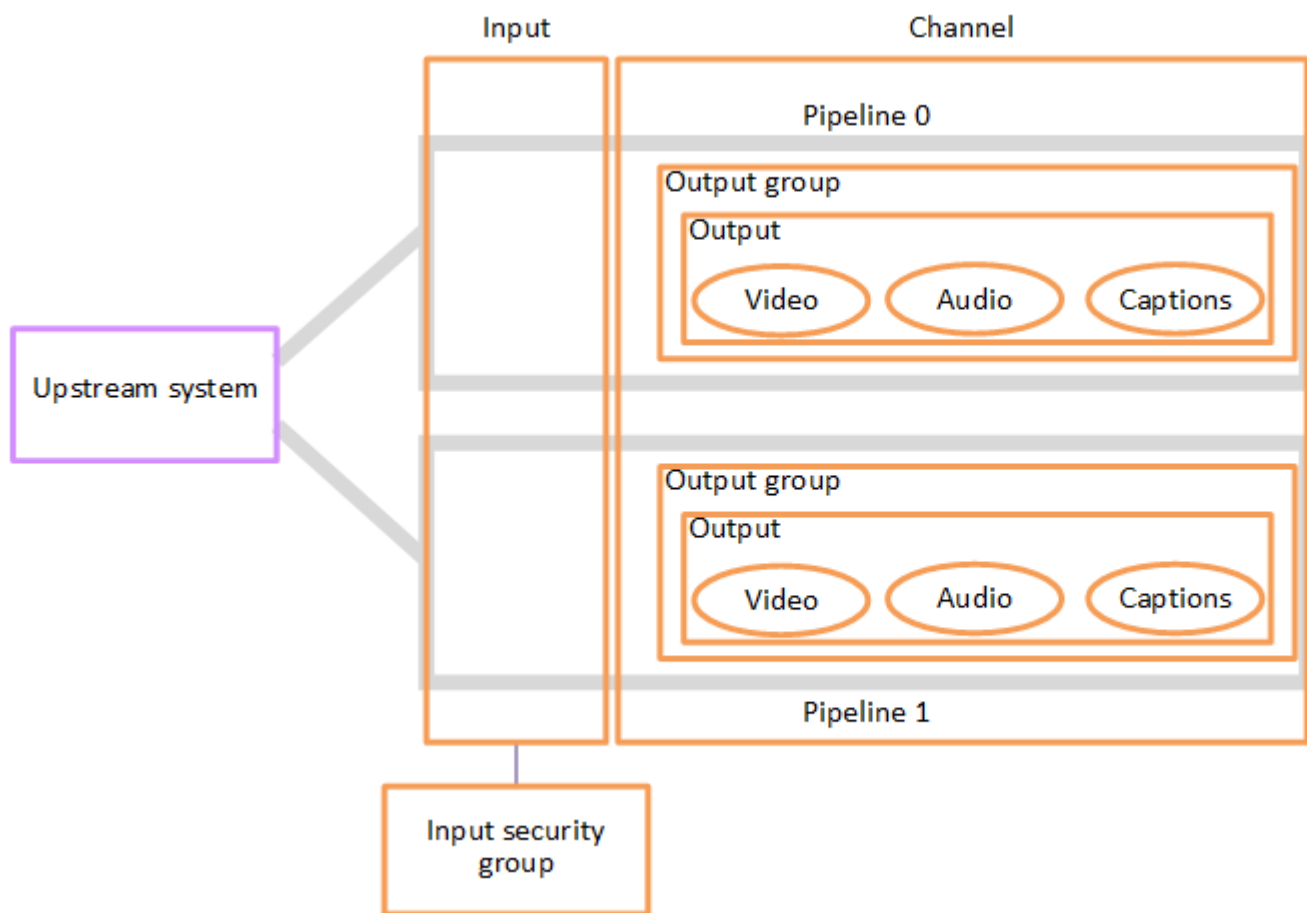 Input
Channel
Pipeline 0
Output group
Output
Video
Audio
Captions
Upstream system
Output group
Output
Video
Audio
Captions
Pipeline 1
Input security
group